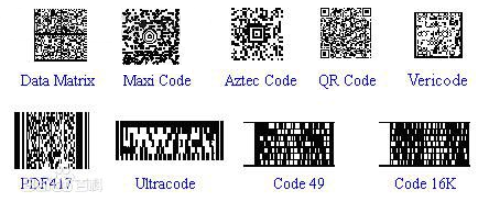 Data Matrix Maxi Code Aztec Code QR Code Vericode
PDF417 Ultracode Code 49 Code 16K